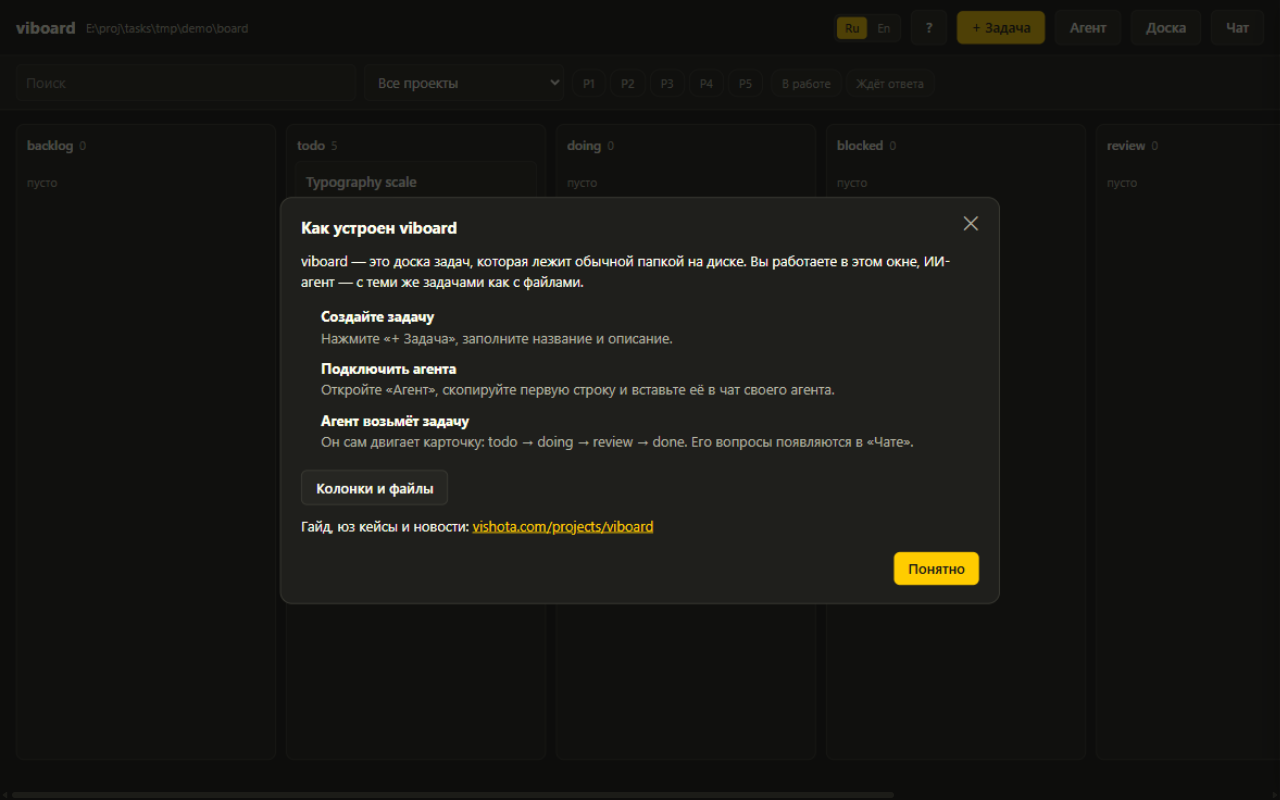 viboard E:\proj\tasks\tmp\demo\board Ru En ? + Задача Агент Доска Чат
Поиск Все проекты P1 P2 P3 P4 P5 В работе Ждёт ответа
backlog 0 todo 5 doing 0 blocked 0 review 0
пусто Typography scale пусто пусто пусто
Как устроен viboard
viboard — это доска задач, которая лежит обычной папкой на диске. Вы работаете в этом окне, ИИ-
агент — с теми же задачами как с файлами.
Создайте задачу
Нажмите «+ Задача», заполните название и описание.
Подключить агента
Откройте «Агент», скопируйте первую строку и вставьте её в чат своего агента.
Агент возьмёт задачу
Он сам двигает карточку: todo → doing → review → done. Его вопросы появляются в «Чате».
Колонки и файлы
Гайд, юз кейсы и новости: vishota.com/projects/viboard
Понятно